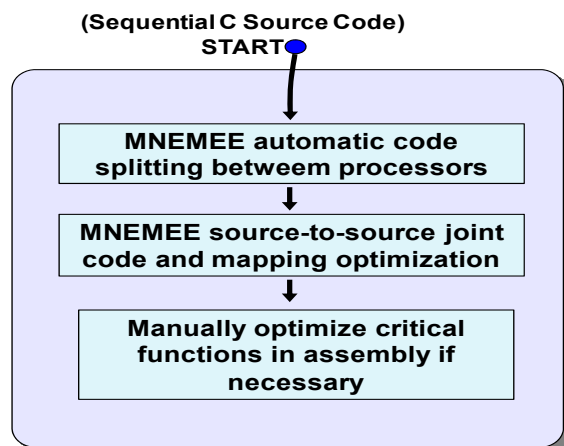 (Sequential C Source Code)
START
MNEMEE automatic code
splitting betweem processors
MNEMEE source-to-source joint
code and mapping optimization
Manually optimize critical
functions in assembly if
necessary